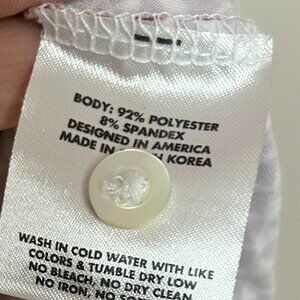 BODY: 92% POLYESTER
8% SPANDEX
DESIGNED IN AMERICA
MADE IN KOREA
WASH IN COLD WATER WITH LIKE
COLORS & TUMBLE DRY LOW
NO BLEACH, NO DRY CLEAN
NO IRON, NO